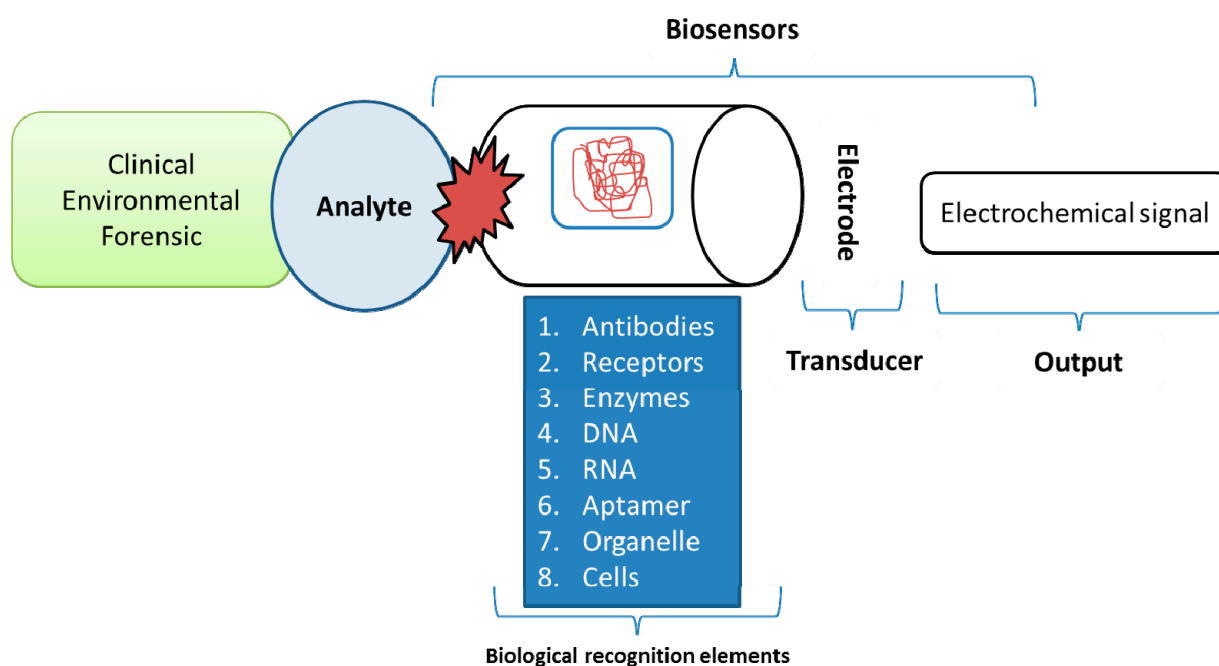 Biosensors
Clinical
Environmental
Forensic
Analyte
Electrode
Electrochemical signal
Transducer
Output
1. Antibodies
2. Receptors
3. Enzymes
4. DNA
5. RNA
6. Aptamer
7. Organelle
8. Cells
Biological recognition elements